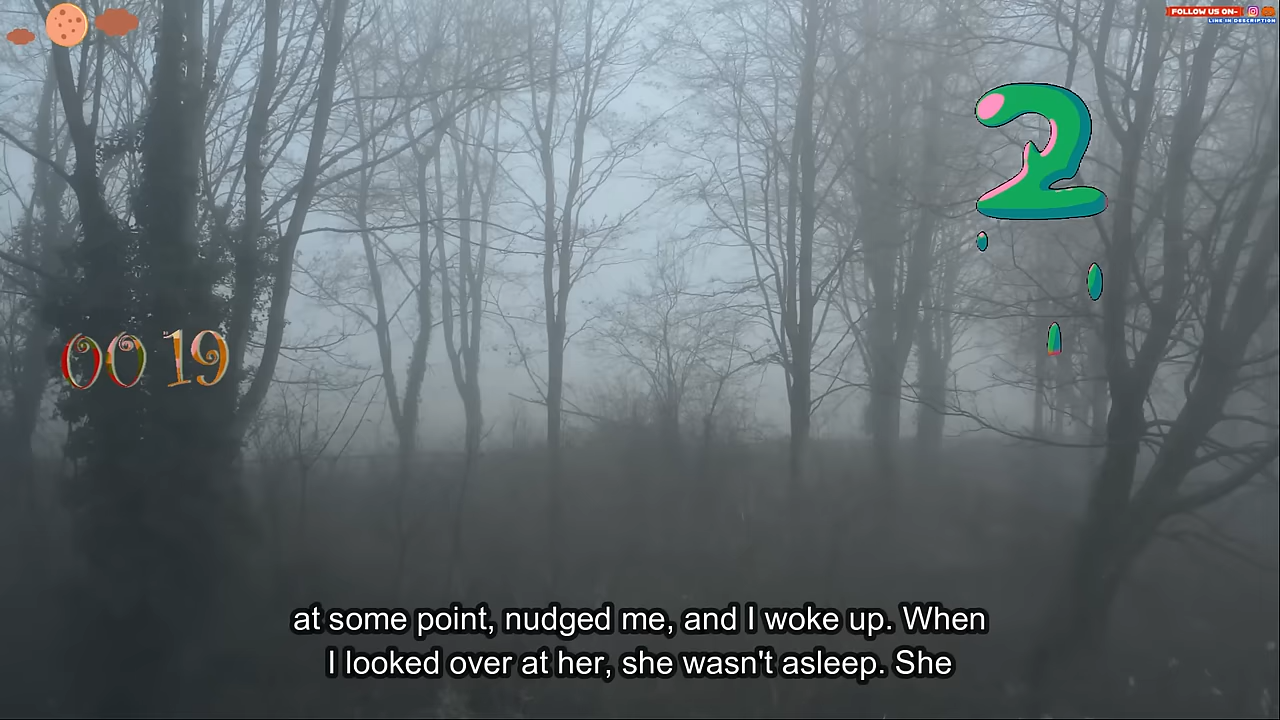 FOLLOW US ON-
LINK IN DESCRIPTION
2
00 19
at some point, nudged me, and I woke up. When
I looked over at her, she wasn't asleep. She